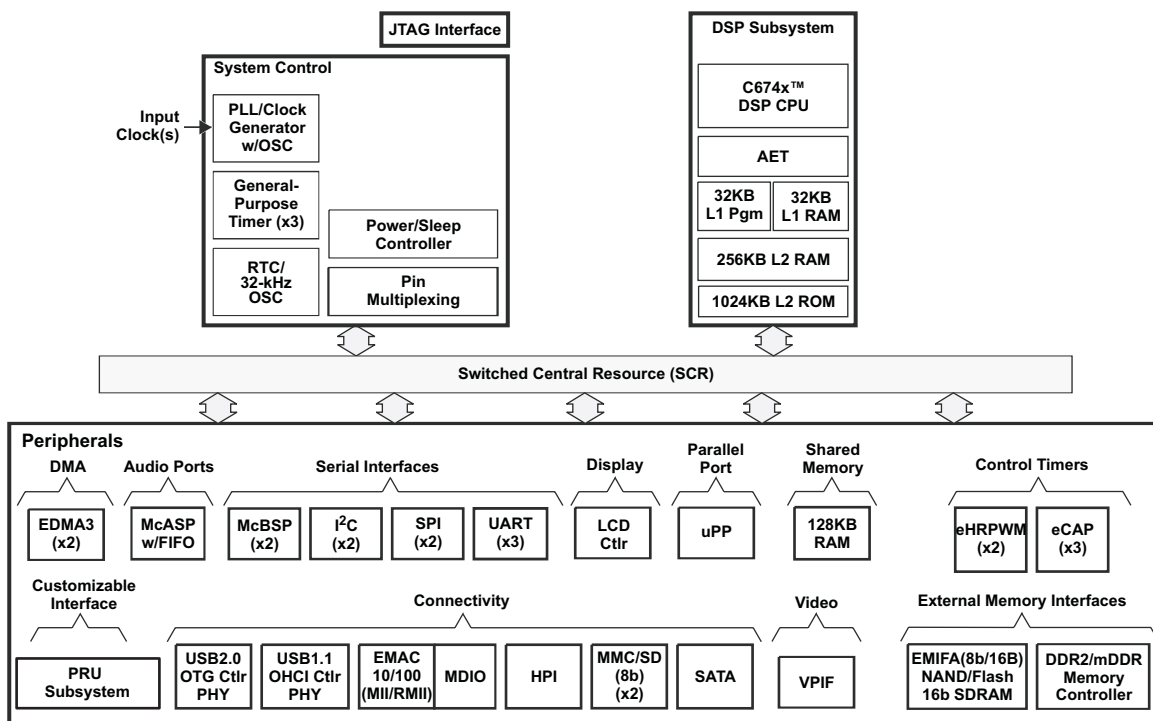 JTAG Interface
System Control
Input
Clock(s)
PLL/Clock
Generator
w/OSC
General-
Purpose
Timer (x3)
RTC/
32-kHz
OSC
Power/Sleep
Controller
Pin
Multiplexing
DSP Subsystem
C674x™
DSP CPU
AET
32KB
L1 Pgm
32KB
L1 RAM
256KB L2 RAM
1024KB L2 ROM
Switched Central Resource (SCR)
Peripherals
DMA
EDMA3
(x2)
Audio Ports
McASP
w/FIFO
Serial Interfaces
McBSP
(x2)
I²C
(x2)
SPI
(x2)
UART
(x3)
Display
LCD
Ctlr
Parallel
Port
uPP
Shared
Memory
128KB
RAM
Control Timers
eHRPWM
(x2)
eCAP
(x3)
Customizable
Interface
PRU
Subsystem
Connectivity
USB2.0
OTG Ctlr
PHY
USB1.1
OHCI Ctlr
PHY
EMAC
10/100
(MII/RMII)
MDIO
HPI
MMC/SD
(8b)
(x2)
SATA
Video
VPIF
External Memory Interfaces
EMIFA(8b/16B)
NAND/Flash
16b SDRAM
DDR2/mDDR
Memory
Controller